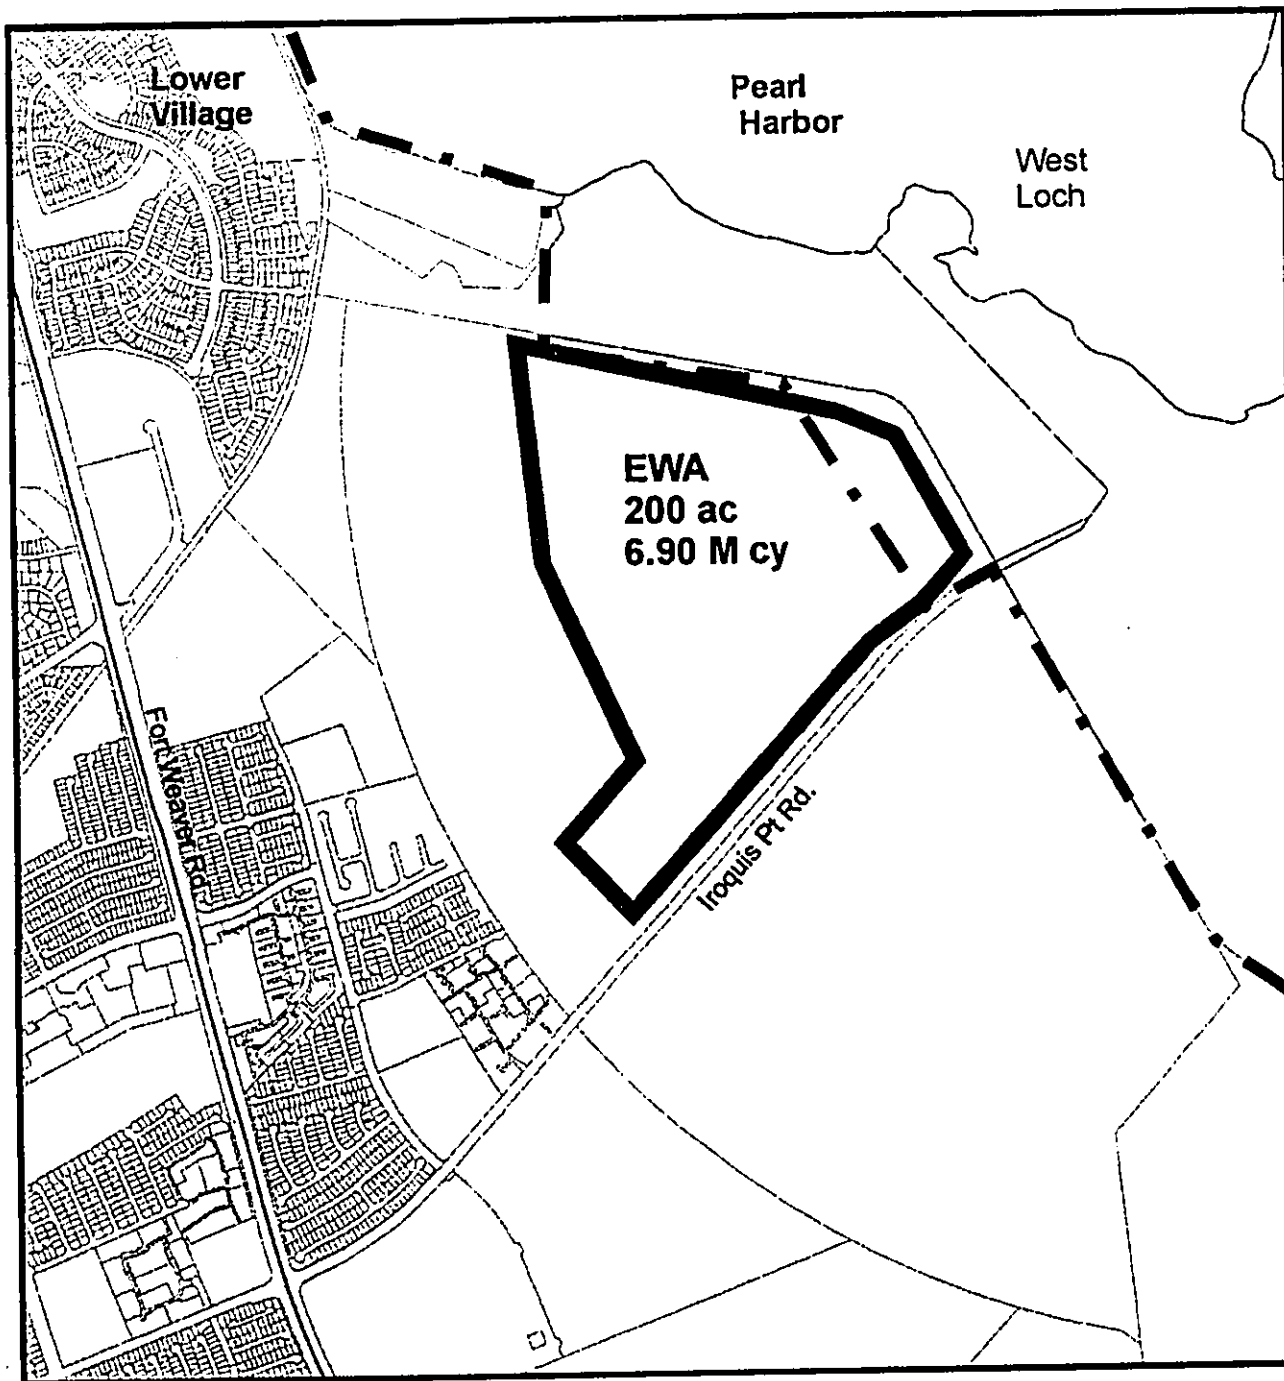 Lower
Village
Pearl
Harbor
West
Loch
EWA
200 ac
6.90 M cy
Fort Weaver Rd.
Iroquis Pt Rd.